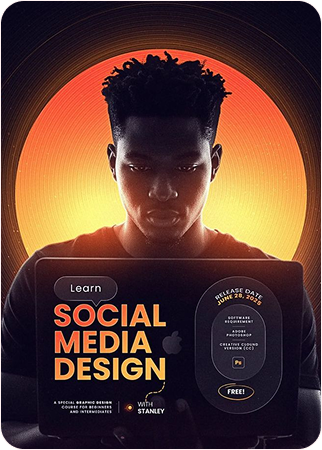 Learn
SOCIAL
MEDIA
DESIGN
A SPECIAL GRAPHIC DESIGN
COURSE FOR BEGINNERS
AND INTERMEDIATES
WITH
STANLEY
RELEASE DATE
JUNE 28, 2025
SOFTWARE
REQUIREMENT
ADOBE
PHOTOSHOP
CREATIVE CLOUD
VERSION (CC)
Ps
FREE!